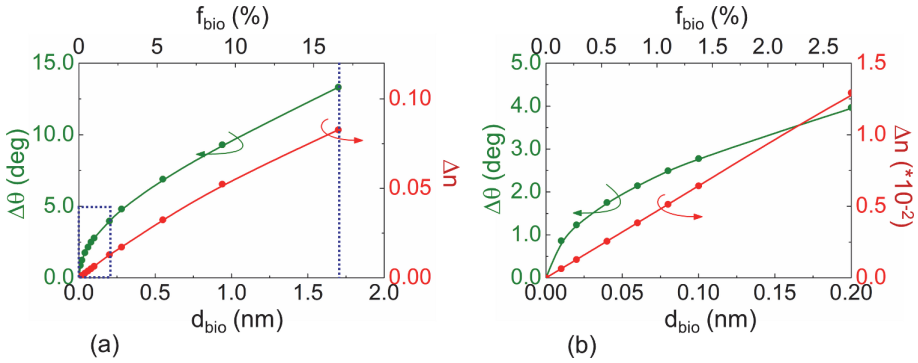 f_bio (%)
0 5 10 15
15.0
10.0
5.0
0.0
Δθ (deg)
0.10
0.05
0.00
Δn
0.0 0.5 1.0 1.5 2.0
d_bio (nm)
(a)
f_bio (%)
0.0 0.5 1.0 1.5 2.0 2.5
5.0
4.0
3.0
2.0
1.0
0.0
Δθ (deg)
1.5
1.0
0.5
0.0
Δn (*10^-2)
0.00 0.05 0.10 0.15 0.20
d_bio (nm)
(b)